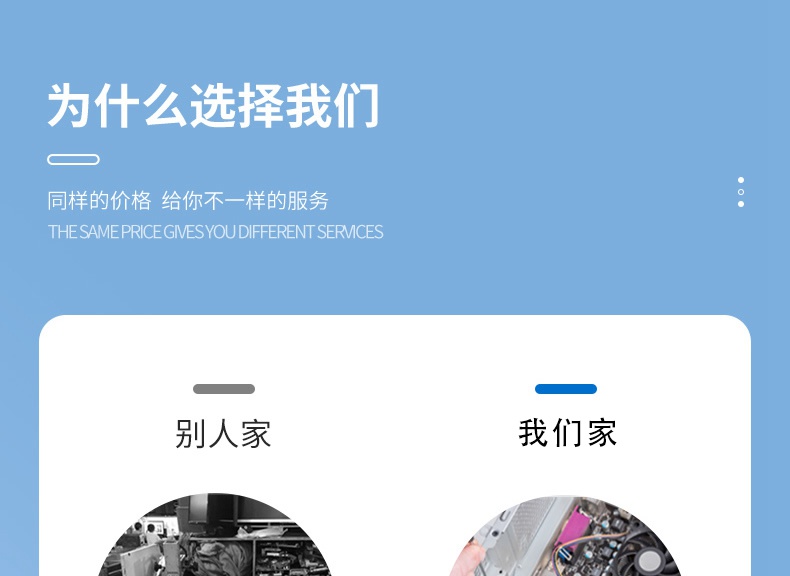 为什么选择我们
同样的价格 给你不一样的服务
THE SAME PRICE GIVES YOU DIFFERENT SERVICES
别人家
我们家